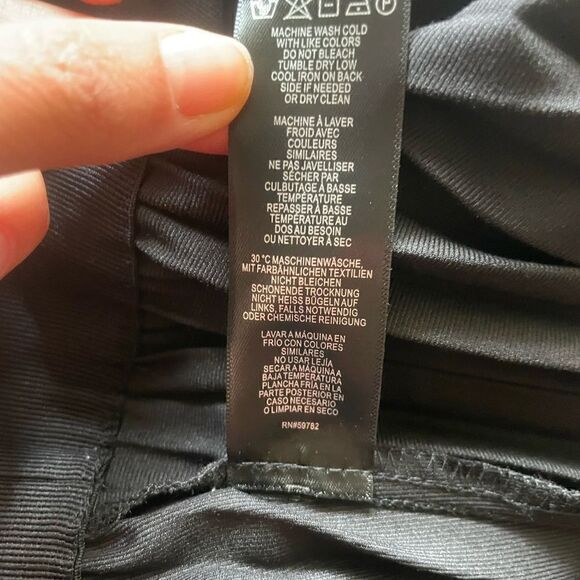 P
MACHINE WASH COLD
WITH LIKE COLORS
DO NOT BLEACH
TUMBLE DRY LOW
COOL IRON ON BACK
SIDE IF NEEDED
OR DRY CLEAN
MACHINE À LAVER
FROID AVEC
COULEURS
SIMILAIRES
NE PAS JAVELLISER
SÉCHER PAR
CULBUTAGE À BASSE
TEMPÉRATURE
REPASSER À BASSE
TEMPÉRATURE AU
DOS AU BESOIN
OU NETTOYER À SEC
30 °C MASCHINENWÄSCHE,
MIT FARBÄHNLICHEN TEXTILIEN
NICHT BLEICHEN
SCHONENDE TROCKNUNG
NICHT HEISS BÜGELN AUF
LINKS, FALLS NOTWENDIG
ODER CHEMISCHE REINIGUNG
LAVAR A MÁQUINA EN
FRÍO CON COLORES
SIMILARES
NO USAR LEJÍA
SECAR A MÁQUINA A
BAJA TEMPERATURA
PLANCHA FRÍA EN LA
PARTE POSTERIOR EN
CASO NECESARIO
O LIMPIAR EN SECO
RN#59782